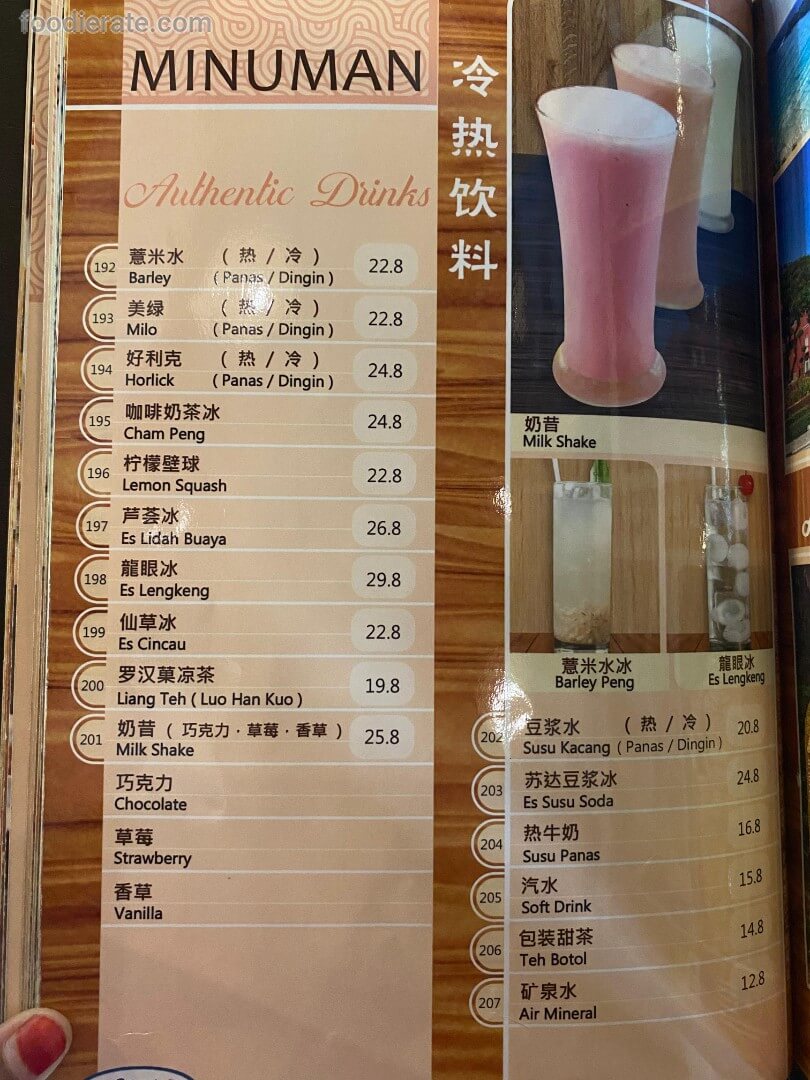 foodierate.com
MINUMAN
冷热饮料
Authentic Drinks
192 薏米水 ( 热 / 冷 ) 22.8
Barley ( Panas / Dingin )
193 美绿 ( 热 / 冷 ) 22.8
Milo ( Panas / Dingin )
194 好利克 ( 热 / 冷 ) 24.8
Horlick ( Panas / Dingin )
195 咖啡奶茶冰 24.8
Cham Peng
196 柠檬壁球 22.8
Lemon Squash
197 芦荟冰 26.8
Es Lidah Buaya
198 龍眼冰 29.8
Es Lengkeng
199 仙草冰 22.8
Es Cincau
200 罗汉菓凉茶 19.8
Liang Teh ( Luo Han Kuo )
201 奶昔 ( 巧克力 · 草莓 · 香草 ) 25.8
Milk Shake
巧克力
Chocolate
草莓
Strawberry
香草
Vanilla
奶昔
Milk Shake
薏米水冰
Barley Peng
龍眼冰
Es Lengkeng
202 豆浆水 ( 热 / 冷 ) 20.8
Susu Kacang ( Panas / Dingin )
203 苏达豆浆冰 24.8
Es Susu Soda
204 热牛奶 16.8
Susu Panas
205 汽水 15.8
Soft Drink
206 包装甜茶 14.8
Teh Botol
207 矿泉水 12.8
Air Mineral